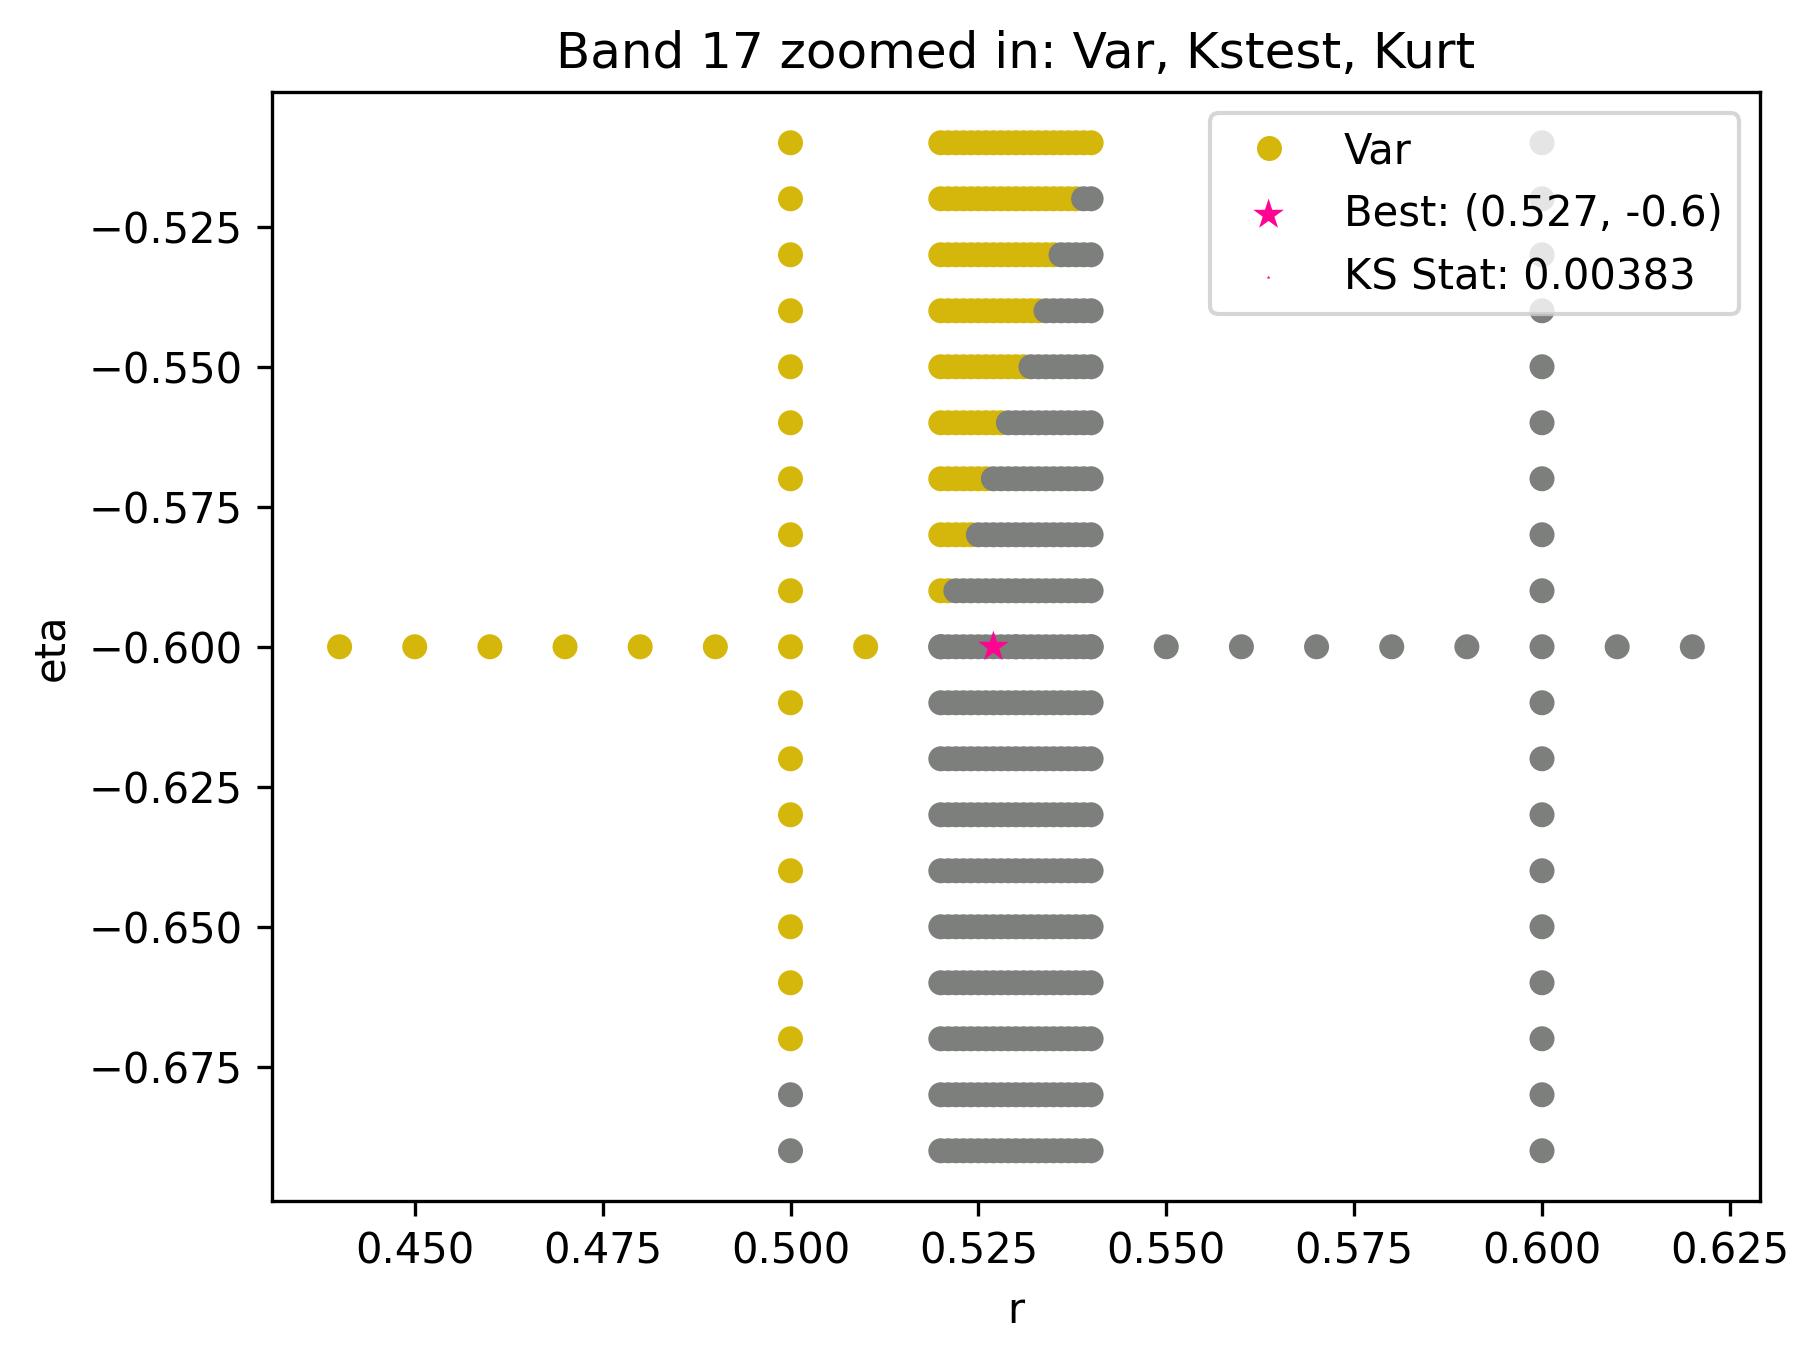 Band 17 zoomed in: Var, Kstest, Kurt
Var
Best: (0.527, -0.6)
KS Stat: 0.00383
−0.525
−0.550
−0.575
−0.600
−0.625
−0.650
−0.675
eta
0.450 0.475 0.500 0.525 0.550 0.575 0.600 0.625
r